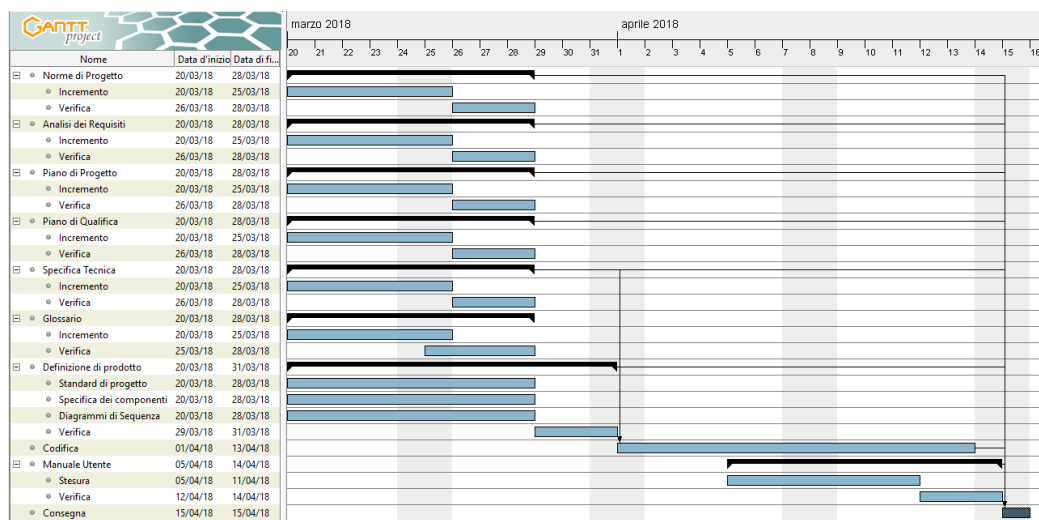 GANTT project
marzo 2018 aprile 2018
20 21 22 23 24 25 26 27 28 29 30 31 1 2 3 4 5 6 7 8 9 10 11 12 13 14 15 16
Nome Data d'inizio Data di fi...
Norme di Progetto 20/03/18 28/03/18
Incremento 20/03/18 25/03/18
Verifica 26/03/18 28/03/18
Analisi dei Requisiti 20/03/18 28/03/18
Incremento 20/03/18 25/03/18
Verifica 26/03/18 28/03/18
Piano di Progetto 20/03/18 28/03/18
Incremento 20/03/18 25/03/18
Verifica 26/03/18 28/03/18
Piano di Qualifica 20/03/18 28/03/18
Incremento 20/03/18 25/03/18
Verifica 26/03/18 28/03/18
Specifica Tecnica 20/03/18 28/03/18
Incremento 20/03/18 25/03/18
Verifica 26/03/18 28/03/18
Glossario 20/03/18 28/03/18
Incremento 20/03/18 25/03/18
Verifica 25/03/18 28/03/18
Definizione di prodotto 20/03/18 31/03/18
Standard di progetto 20/03/18 28/03/18
Specifica dei componenti 20/03/18 28/03/18
Diagrammi di Sequenza 20/03/18 28/03/18
Verifica 29/03/18 31/03/18
Codifica 01/04/18 13/04/18
Manuale Utente 05/04/18 14/04/18
Stesura 05/04/18 11/04/18
Verifica 12/04/18 14/04/18
Consegna 15/04/18 15/04/18